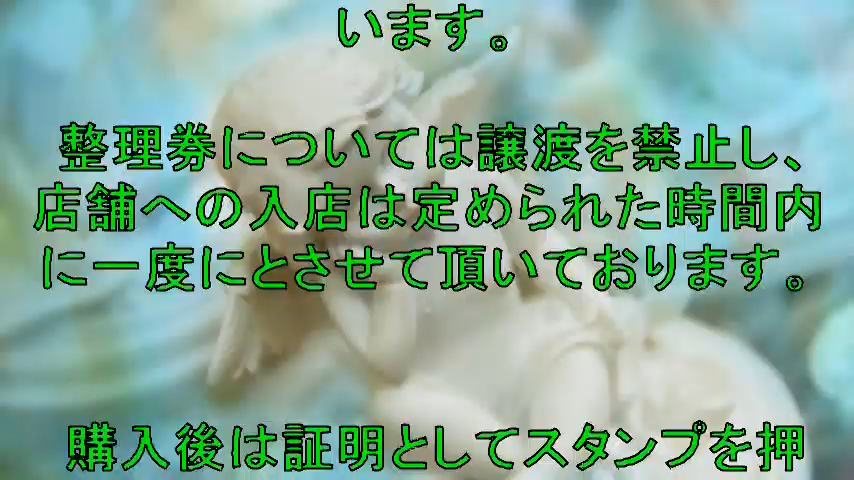 います。
整理券については譲渡を禁止し、
店舗への入店は定められた時間内
に一度にとさせて頂いております。
購入後は証明としてスタンプを押